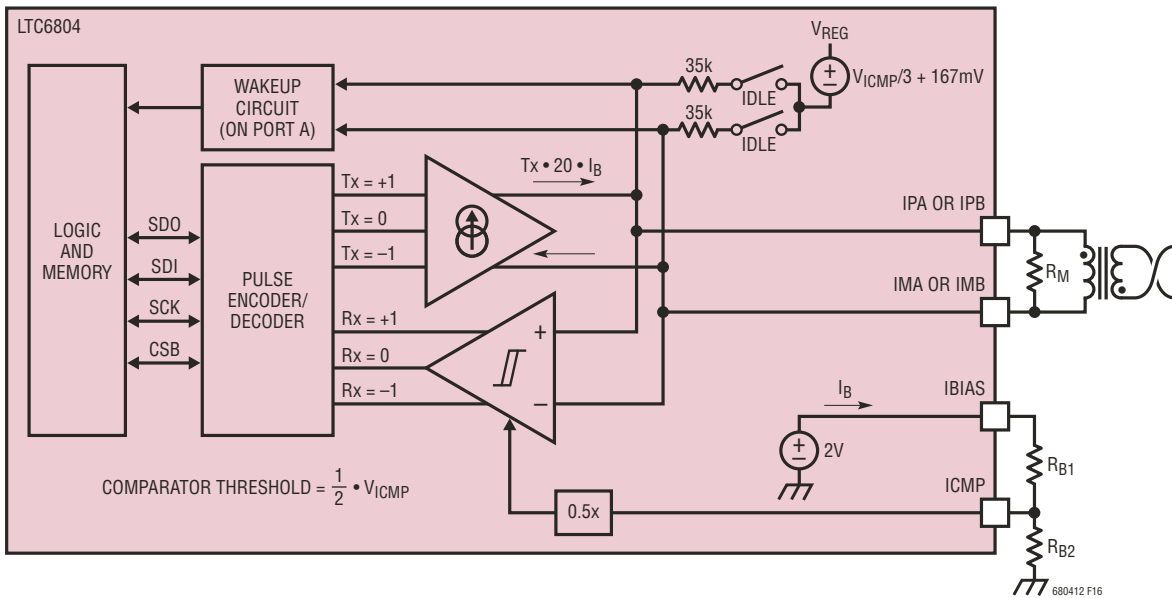 LTC6804
LOGIC
AND
MEMORY
WAKEUP
CIRCUIT
(ON PORT A)
35k
IDLE
35k
IDLE
VREG
VICMP/3 + 167mV
+
–
SDO
SDI
SCK
CSB
PULSE
ENCODER/
DECODER
Tx = +1
Tx = 0
Tx = –1
Tx • 20 • IB
Rx = +1
Rx = 0
Rx = –1
+
–
IPA OR IPB
IMA OR IMB
RM
IBIAS
IB
+
–
2V
ICMP
RB1
RB2
COMPARATOR THRESHOLD = 1/2 • VICMP
0.5x
680412 F16